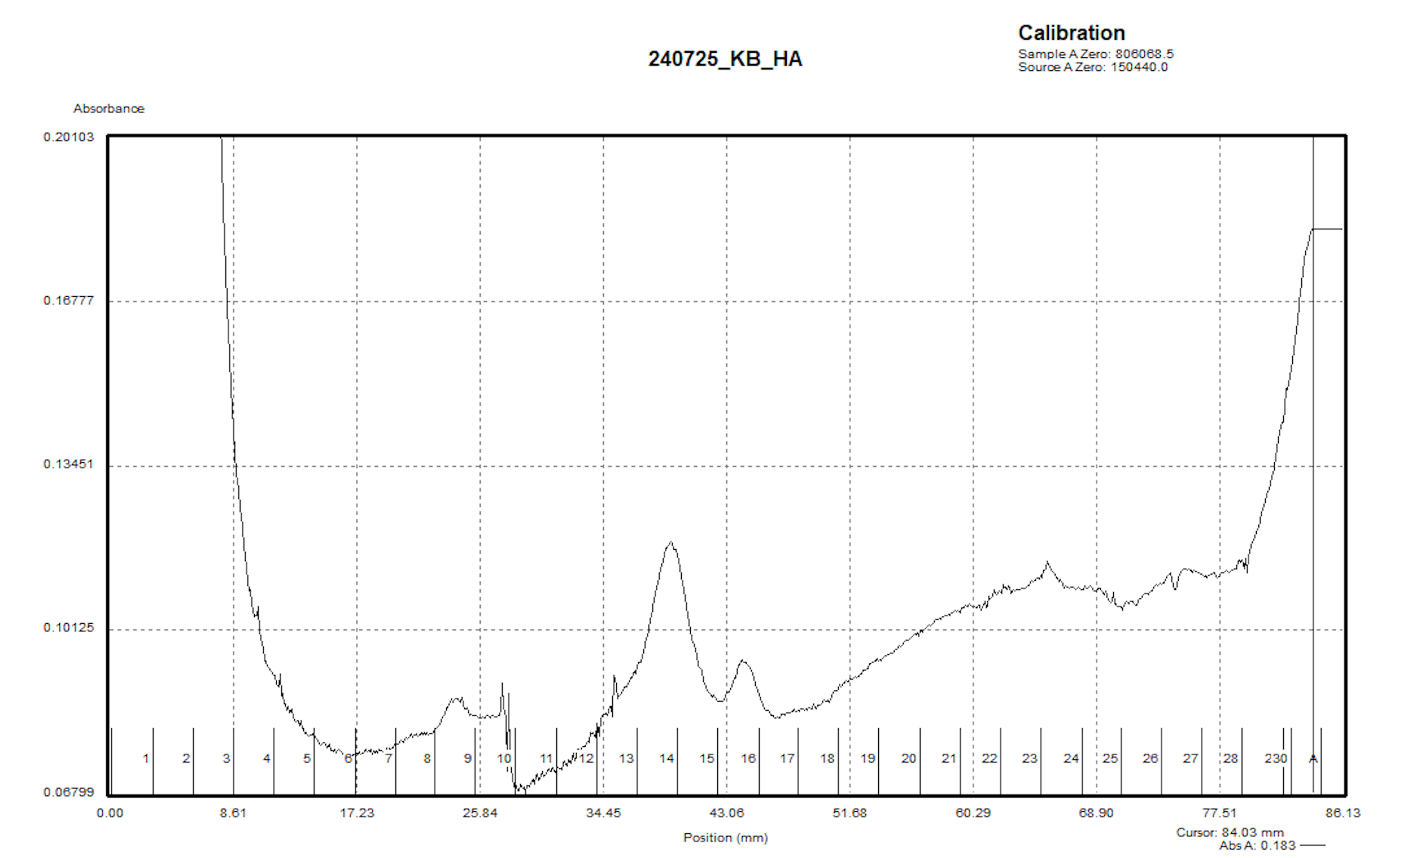 Calibration
240725_KB_HA
Sample A Zero: 806068.5
Source A Zero: 150440.0
Absorbance
0.20103
0.16777
0.13451
0.10125
0.06799
1 2 3 4 5 6 7 8 9 10 11 12 13 14 15 16 17 18 19 20 21 22 23 24 25 26 27 28 230 A
0.00 8.61 17.23 25.84 34.45 43.06 51.68 60.29 68.90 77.51 86.13
Position (mm)
Cursor: 84.03 mm
Abs A: 0.183